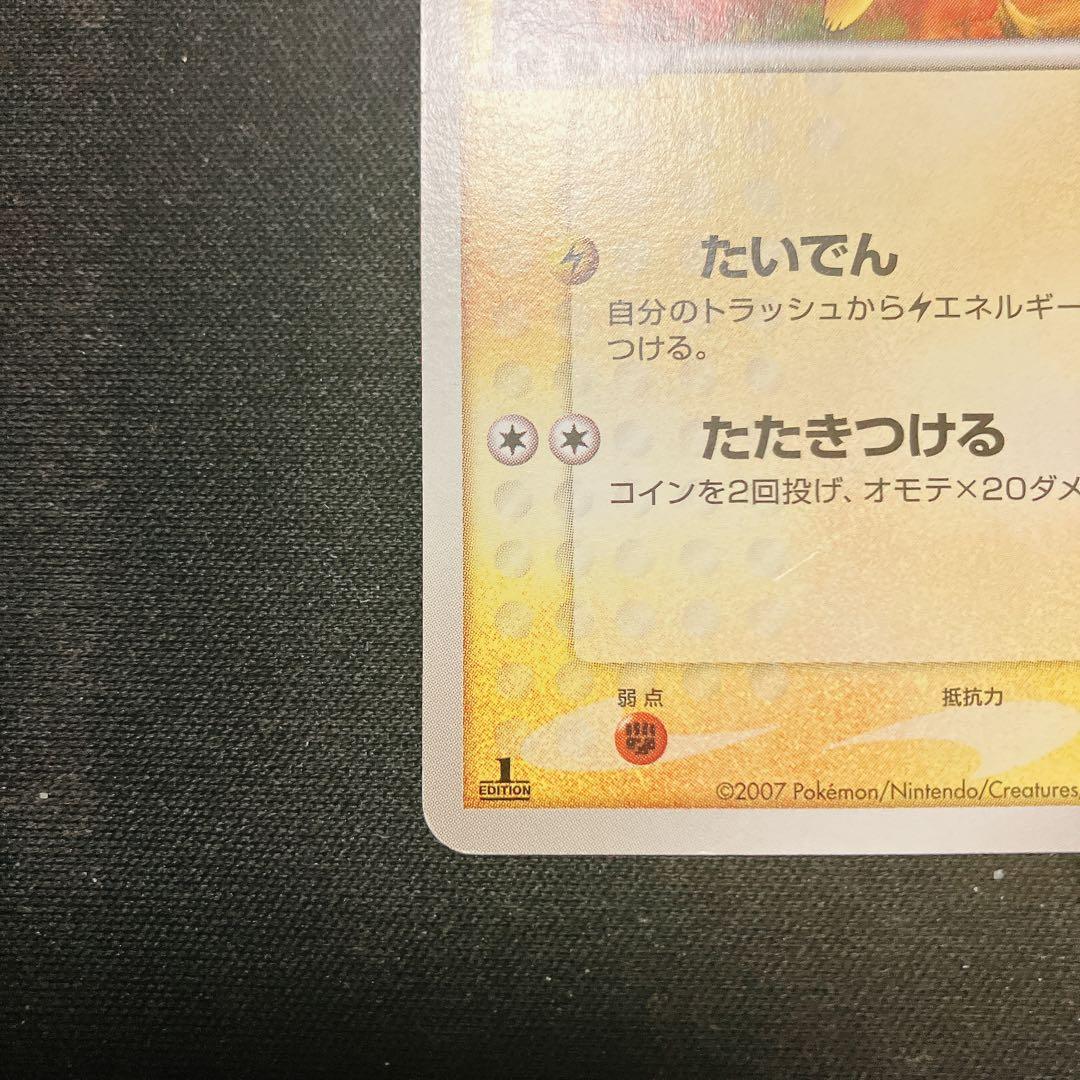 たいでん
自分のトラッシュからエネルギー
つける。
たたきつける
コインを2回投げ、オモテ×20ダメ
弱点
抵抗力
1
EDITION
©2007 Pokémon/Nintendo/Creatures/